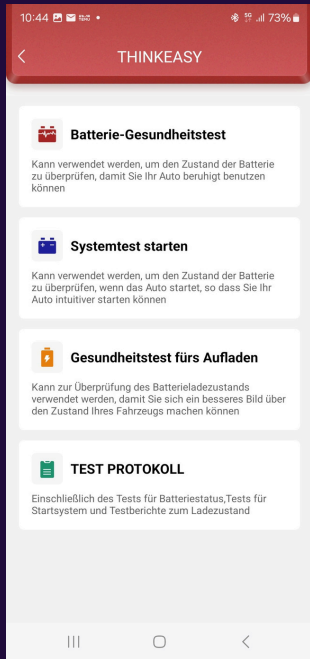 10:44
5G 73%
THINKEASY
Batterie-Gesundheitstest
Kann verwendet werden, um den Zustand der Batterie
zu überprüfen, damit Sie Ihr Auto beruhigt benutzen
können
Systemtest starten
Kann verwendet werden, um den Zustand der Batterie
zu überprüfen, wenn das Auto startet, so dass Sie Ihr
Auto intuitiver starten können
Gesundheitstest fürs Aufladen
Kann zur Überprüfung des Batterieladezustands
verwendet werden, damit Sie sich ein besseres Bild über
den Zustand Ihres Fahrzeugs machen können
TEST PROTOKOLL
Einschließlich des Tests für Batteriestatus,Tests für
Startsystem und Testberichte zum Ladezustand